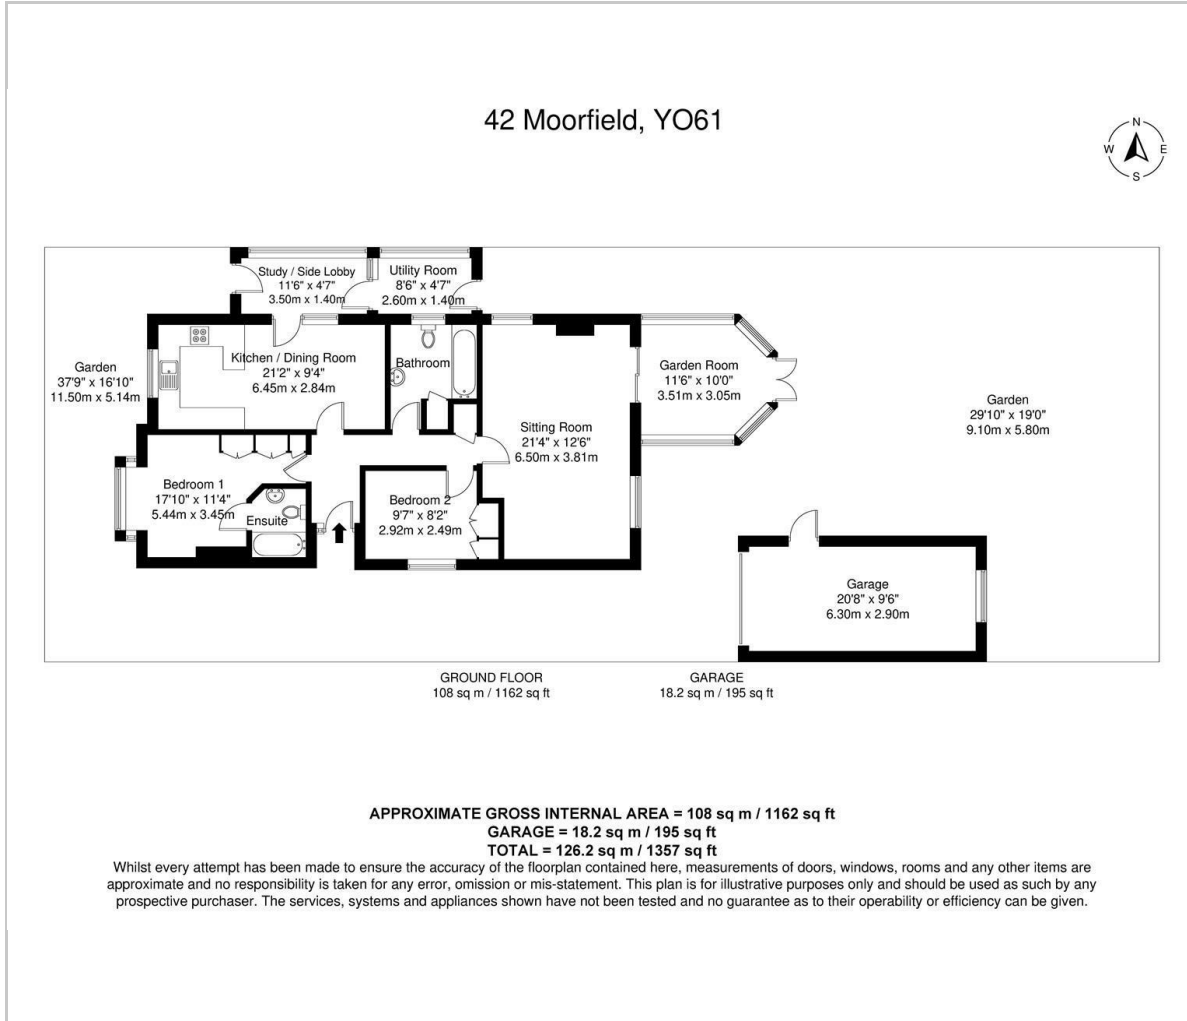 42 Moorfield, YO61
N
W E
S
Study / Side Lobby
11'6" x 4'7"
3.50m x 1.40m
Utility Room
8'6" x 4'7"
2.60m x 1.40m
Garden
37'9" x 16'10"
11.50m x 5.14m
Kitchen / Dining Room
21'2" x 9'4"
6.45m x 2.84m
Bathroom
Garden Room
11'6" x 10'0"
3.51m x 3.05m
Garden
29'10" x 19'0"
9.10m x 5.80m
Sitting Room
21'4" x 12'6"
6.50m x 3.81m
Bedroom 1
17'10" x 11'4"
5.44m x 3.45m
Ensuite
Bedroom 2
9'7" x 8'2"
2.92m x 2.49m
Garage
20'8" x 9'6"
6.30m x 2.90m
GROUND FLOOR
108 sq m / 1162 sq ft
GARAGE
18.2 sq m / 195 sq ft
APPROXIMATE GROSS INTERNAL AREA = 108 sq m / 1162 sq ft
GARAGE = 18.2 sq m / 195 sq ft
TOTAL = 126.2 sq m / 1357 sq ft
Whilst every attempt has been made to ensure the accuracy of the floorplan contained here, measurements of doors, windows, rooms and any other items are
approximate and no responsibility is taken for any error, omission or mis-statement. This plan is for illustrative purposes only and should be used as such by any
prospective purchaser. The services, systems and appliances shown have not been tested and no guarantee as to their operability or efficiency can be given.